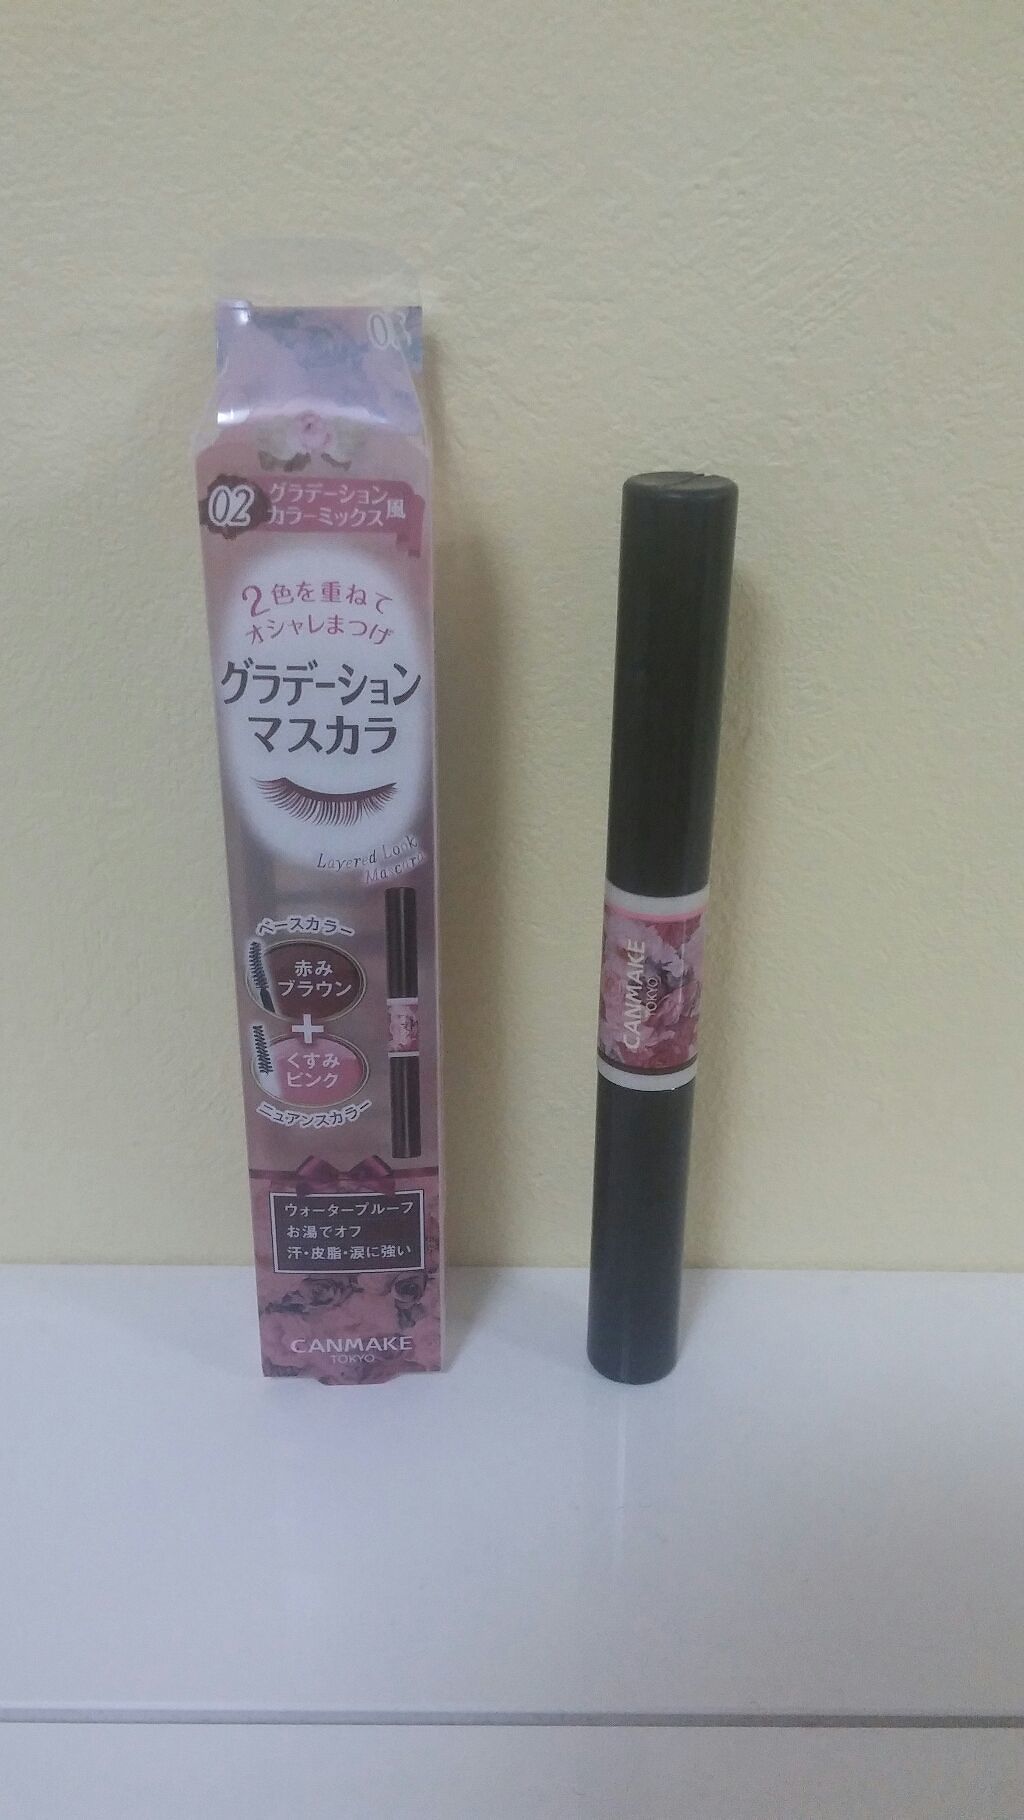 02
グラデーション
カラーミックス風
2色を重ねて
オシャレまつげ
グラデーション
マスカラ
Layered Look
Mascara
ベースカラー
赤み
ブラウン
+
くすみ
ピンク
ニュアンスカラー
ウォータープルーフ
お湯でオフ
汗・皮脂・涙に強い
CANMAKE
TOKYO
CANMAKE
TOKYO